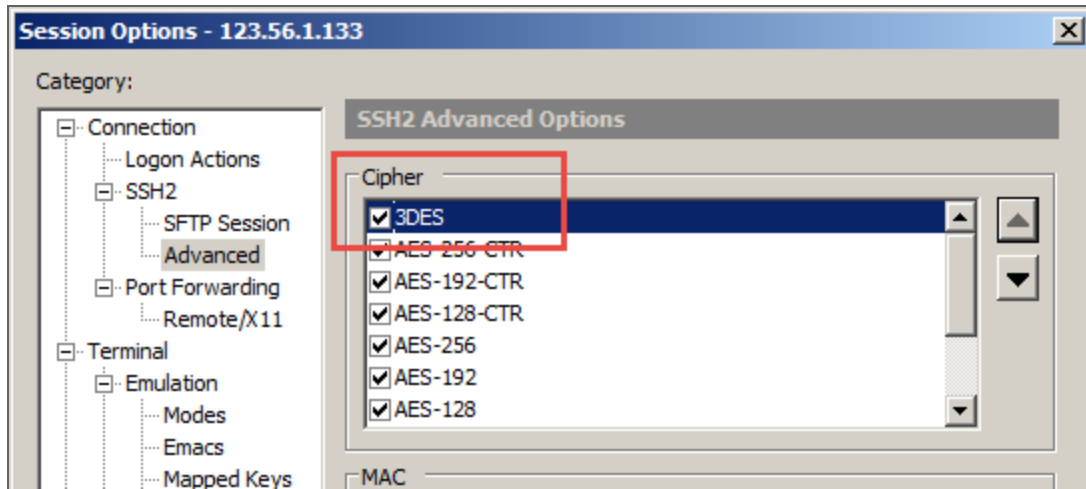 Session Options - 123.56.1.133
Category:
Connection
Logon Actions
SSH2
SFTP Session
Advanced
Port Forwarding
Remote/X11
Terminal
Emulation
Modes
Emacs
Mapped Keys
SSH2 Advanced Options
Cipher
3DES
AES-256-CTR
AES-192-CTR
AES-128-CTR
AES-256
AES-192
AES-128
MAC